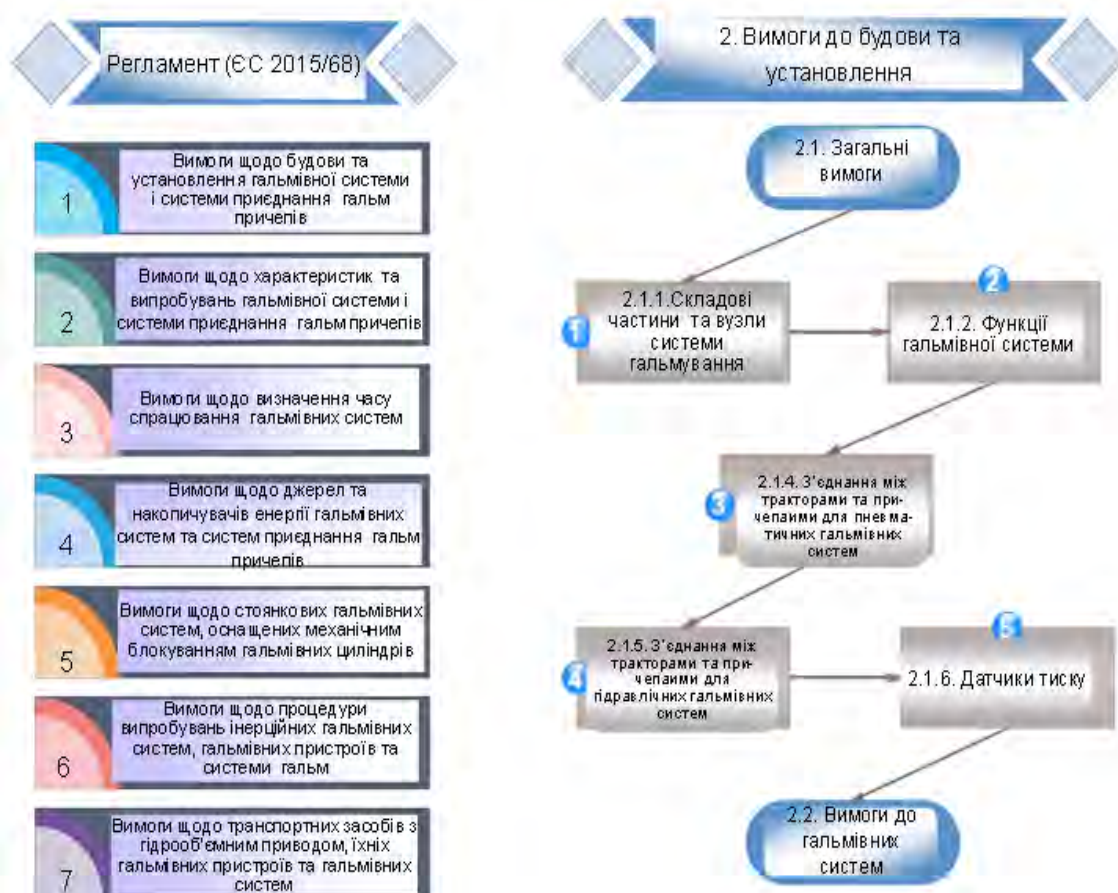 Регламент (ЄС 2015/68)
1
Вимоги щодо будови та
установлення гальмівної системи
і системи приєднання гальм
причепів
2
Вимоги щодо характеристик та
випробувань гальмівної системи і
системи приєднання гальм причепів
3
Вимоги щодо визначення часу
спрацювання гальмівних систем
4
Вимоги щодо джерел та
накопичувачів енергії гальмівних
систем та систем приєднання гальм
причепів
5
Вимоги щодо стоянкових гальмівних
систем, оснащених механічним
блокуванням гальмівних циліндрів
6
Вимоги щодо процедури
випробувань інерційних гальмівних
систем, гальмівних пристроїв та
системи гальм
7
Вимоги щодо транспортних засобів з
гідрооб'ємним приводом, їхніх
гальмівних пристроїв та гальмівних
систем
2. Вимоги до будови та
установлення
2.1. Загальні
вимоги
1
2.1.1.Складові
частини та вузли
системи
гальмування
2
2.1.2. Функції
гальмівної системи
3
2.1.4. З'єднання між
тракторами та при-
чепаими для пневма-
тичних гальмівних
систем
4
2.1.5. З'єднання між
тракторами та при-
чепаими для
гідравлічних гальмівних
систем
5
2.1.6. Датчики тиску
2.2. Вимоги до
гальмівних
систем